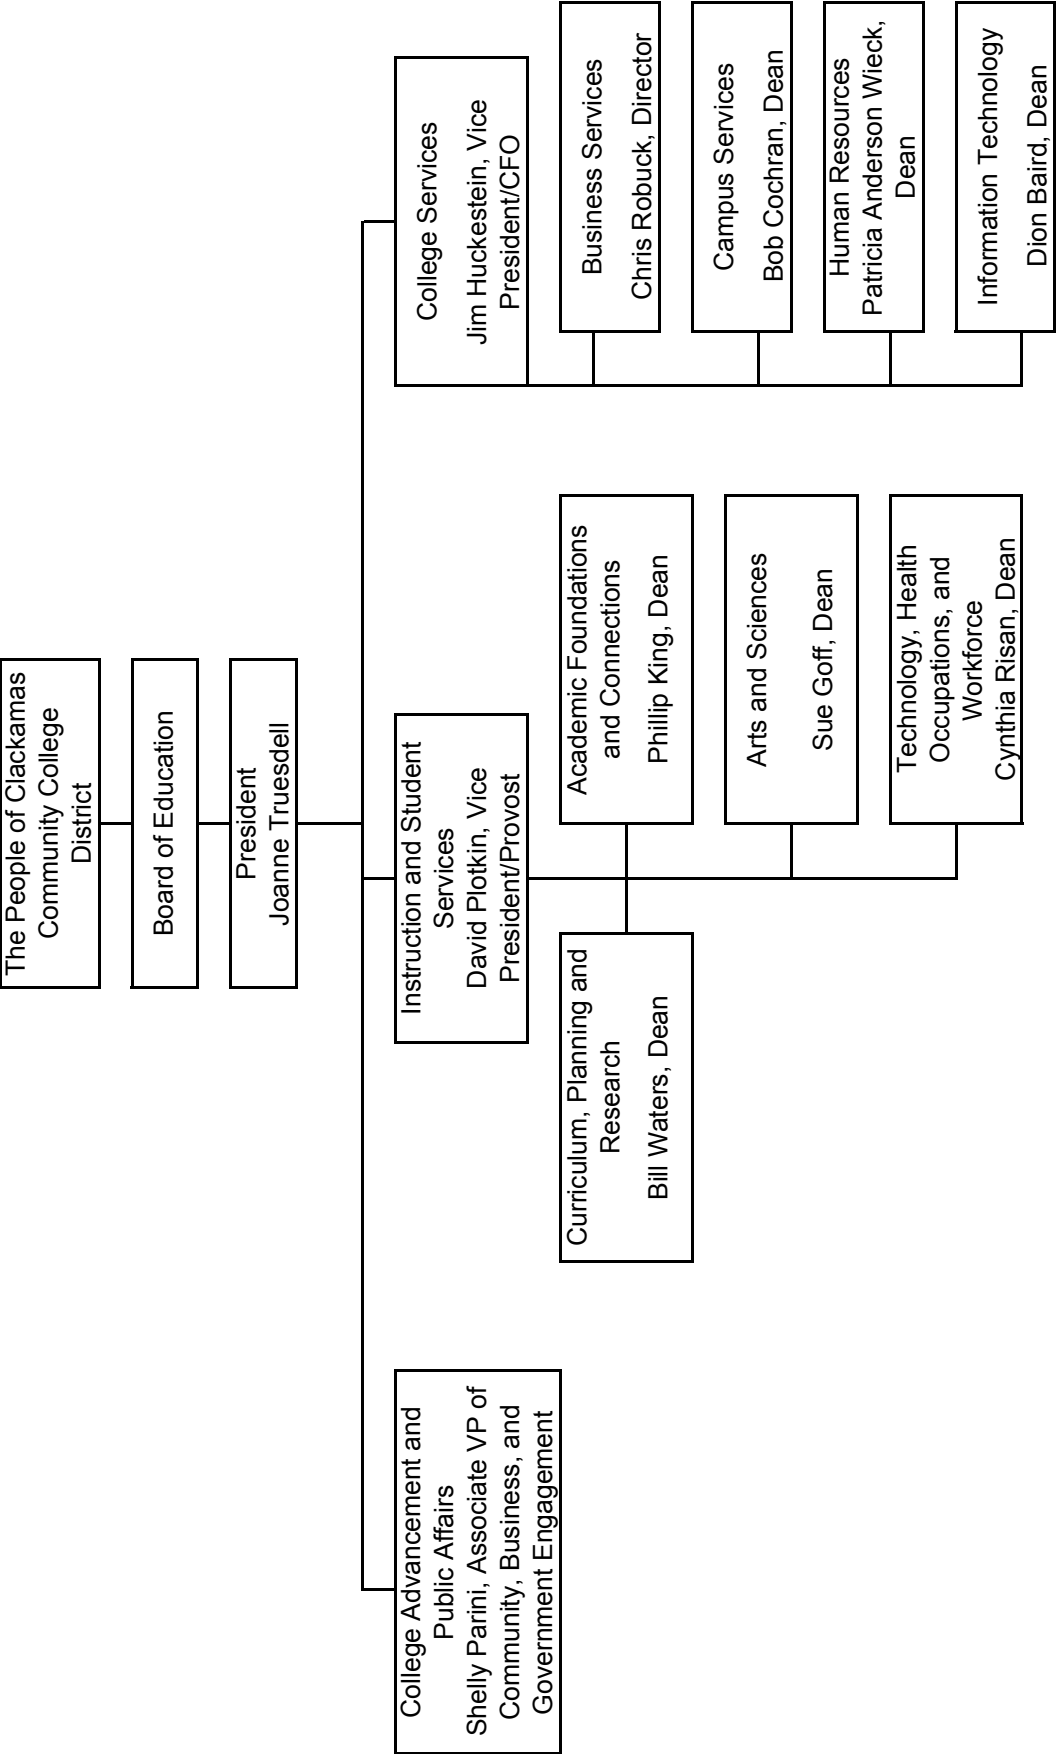 The People of Clackamas
Community College
District
Board of Education
President
Joanne Truesdell
College Advancement and
Public Affairs
Shelly Parini, Associate VP of
Community, Business, and
Government Engagement
Instruction and Student
Services
David Plotkin, Vice
President/Provost
College Services
Jim Huckestein, Vice
President/CFO
Curriculum, Planning and
Research
Bill Waters, Dean
Academic Foundations
and Connections
Phillip King, Dean
Arts and Sciences
Sue Goff, Dean
Technology, Health
Occupations, and
Workforce
Cynthia Risan, Dean
Business Services
Chris Robuck, Director
Campus Services
Bob Cochran, Dean
Human Resources
Patricia Anderson Wieck,
Dean
Information Technology
Dion Baird, Dean